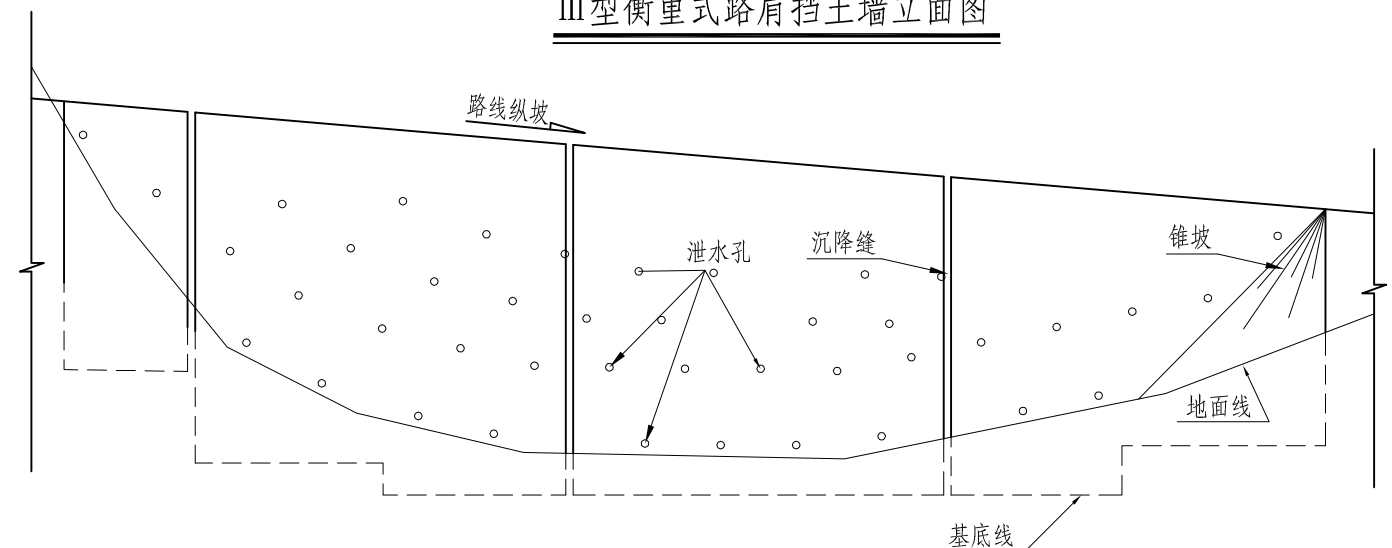 III型衡重式路肩挡土墙立面图
路线纵坡
泄水孔
沉降缝
锥坡
地面线
基底线